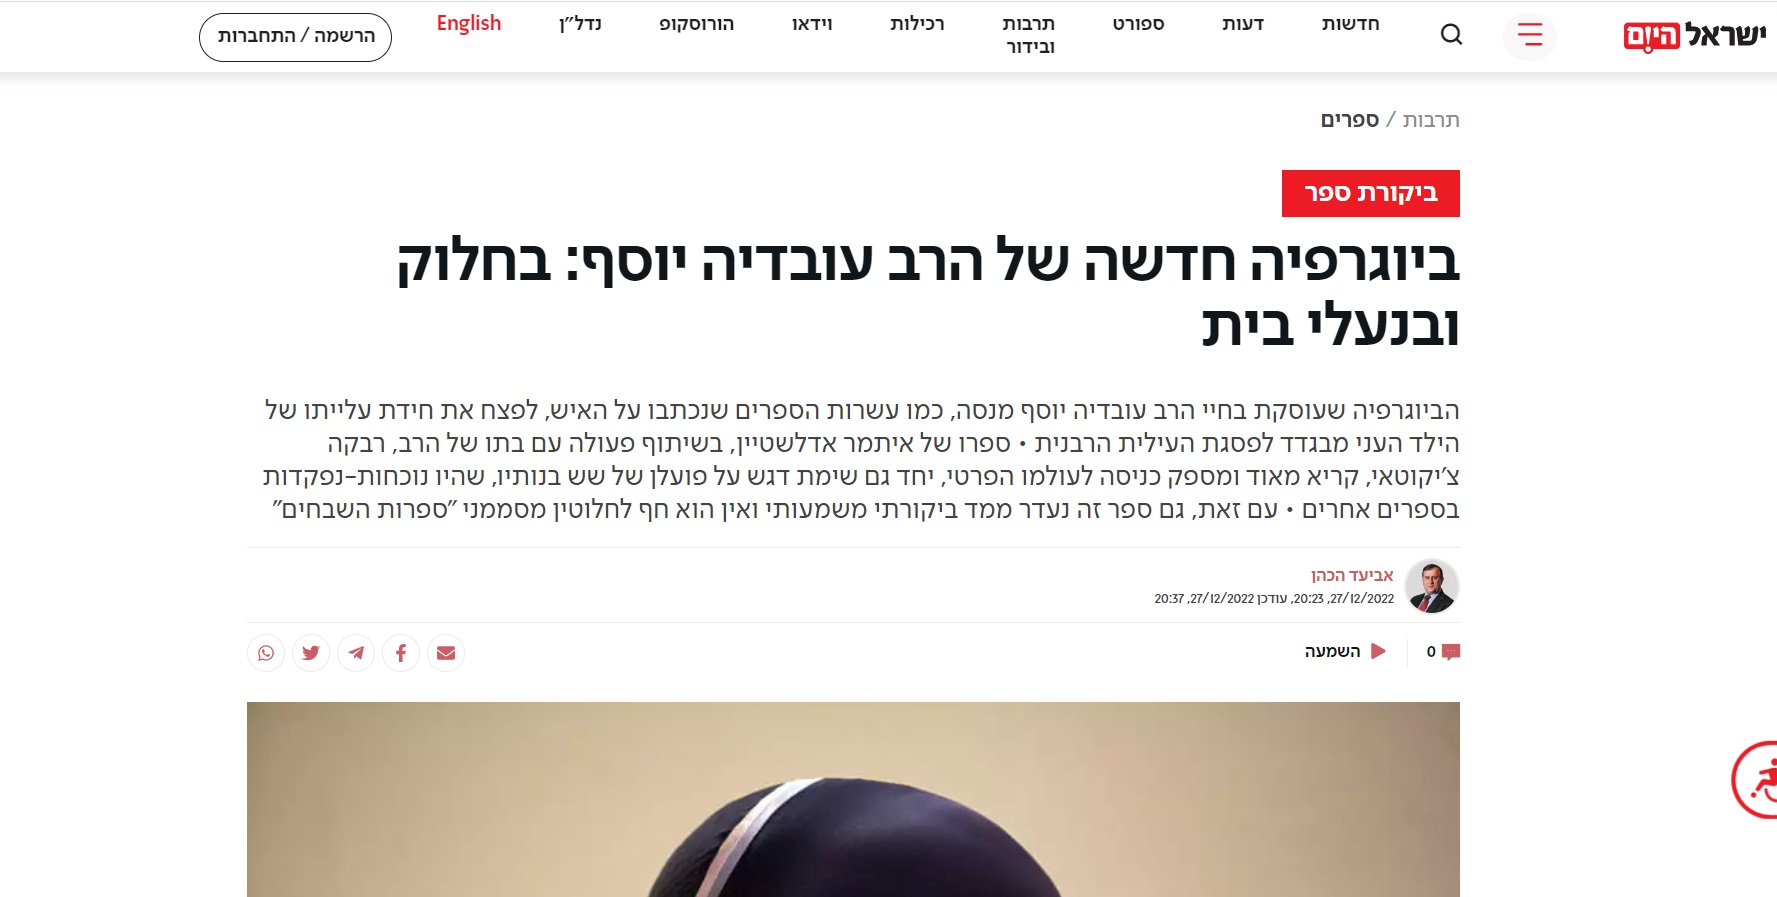 ישראל היום
חדשות
דעות
ספורט
תרבות
ובידור
רכילות
וידאו
הורוסקופ
נדל"ן
English
הרשמה / התחברות
תרבות / ספרים
ביקורת ספר
ביוגרפיה חדשה של הרב עובדיה יוסף: בחלוק
ובנעלי בית
הביוגרפיה שעוסקת בחיי הרב עובדיה יוסף מנסה, כמו עשרות הספרים שנכתבו על האיש, לפצח את חידת עלייתו של
הילד העני מבגדד לפסגת העילית הרבנית • ספרו של איתמר אדלשטיין, בשיתוף פעולה עם בתו של הרב, רבקה
צ'יקוטאי, קריא מאוד ומספק כניסה לעולמו הפרטי, יחד גם שימת דגש על פועלן של שש בנותיו, שהיו נוכחות-נפקדות
בספרים אחרים • עם זאת, גם ספר זה נעדר ממד ביקורתי משמעותי ואין הוא חף לחלוטין מסממני "ספרות השבחים"
אביעד הכהן
27/12/2022, 20:23, עודכן 27/12/2022, 20:37
0
השמעה